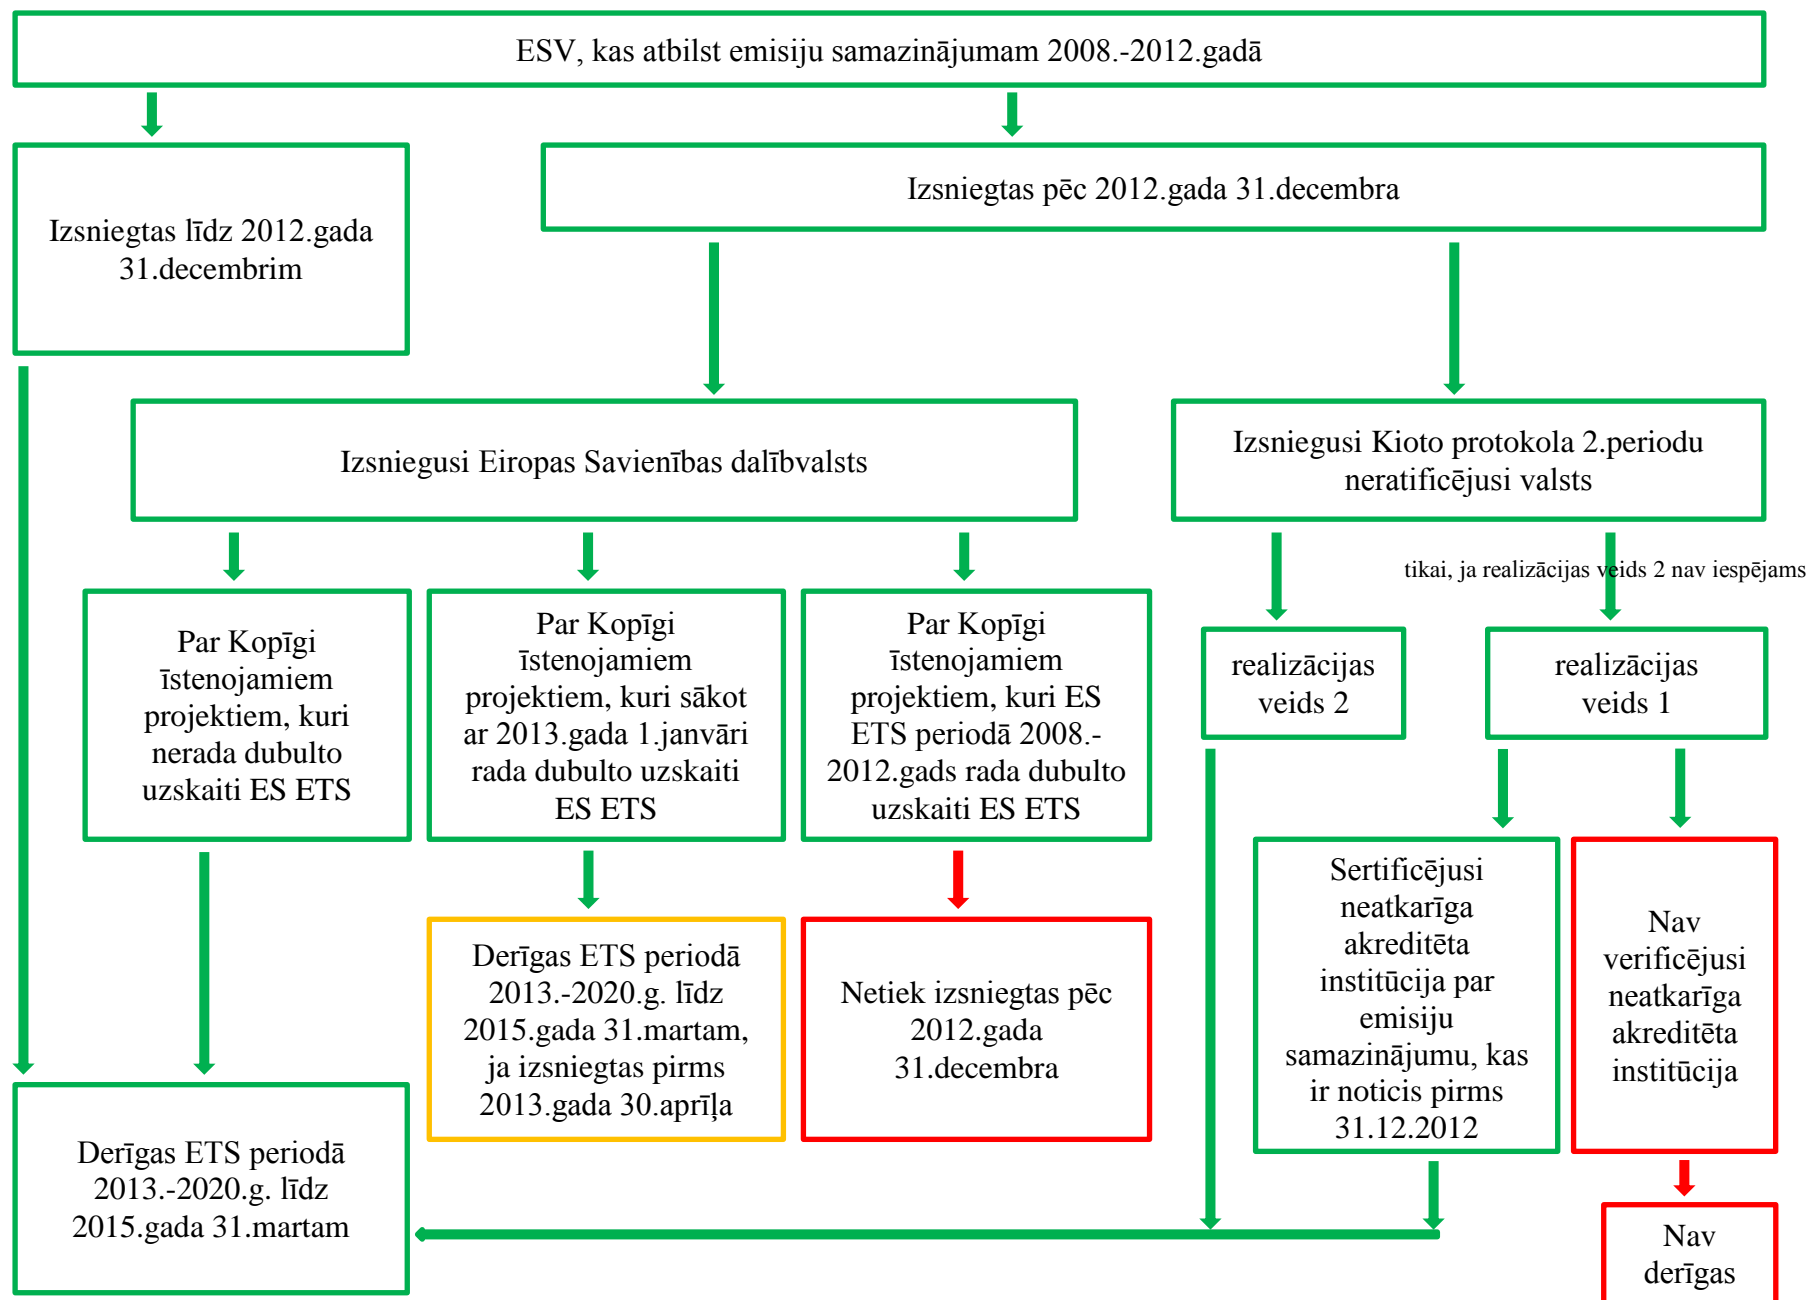 ESV, kas atbilst emisiju samazinājumam 2008.-2012.gadā
Izsniegtas līdz 2012.gada
31.decembrim
Izsniegtas pēc 2012.gada 31.decembra
Izsniegusi Eiropas Savienības dalībvalsts
Izsniegusi Kioto protokola 2.periodu
neratificējusi valsts
tikai, ja realizācijas veids 2 nav iespējams
Par Kopīgi
īstenojamiem
projektiem, kuri
nerada dubulto
uzskaiti ES ETS
Par Kopīgi
īstenojamiem
projektiem, kuri sākot
ar 2013.gada 1.janvāri
rada dubulto uzskaiti
ES ETS
Par Kopīgi
īstenojamiem
projektiem, kuri ES
ETS periodā 2008.-
2012.gads rada dubulto
uzskaiti ES ETS
realizācijas
veids 2
realizācijas
veids 1
Derīgas ETS periodā
2013.-2020.g. līdz
2015.gada 31.martam,
ja izsniegtas pirms
2013.gada 30.aprīļa
Netiek izsniegtas pēc
2012.gada
31.decembra
Sertificējusi
neatkarīga
akreditēta
institūcija par
emisiju
samazinājumu, kas
ir noticis pirms
31.12.2012
Nav
verificējusi
neatkarīga
akreditēta
institūcija
Derīgas ETS periodā
2013.-2020.g. līdz
2015.gada 31.martam
Nav
derīgas